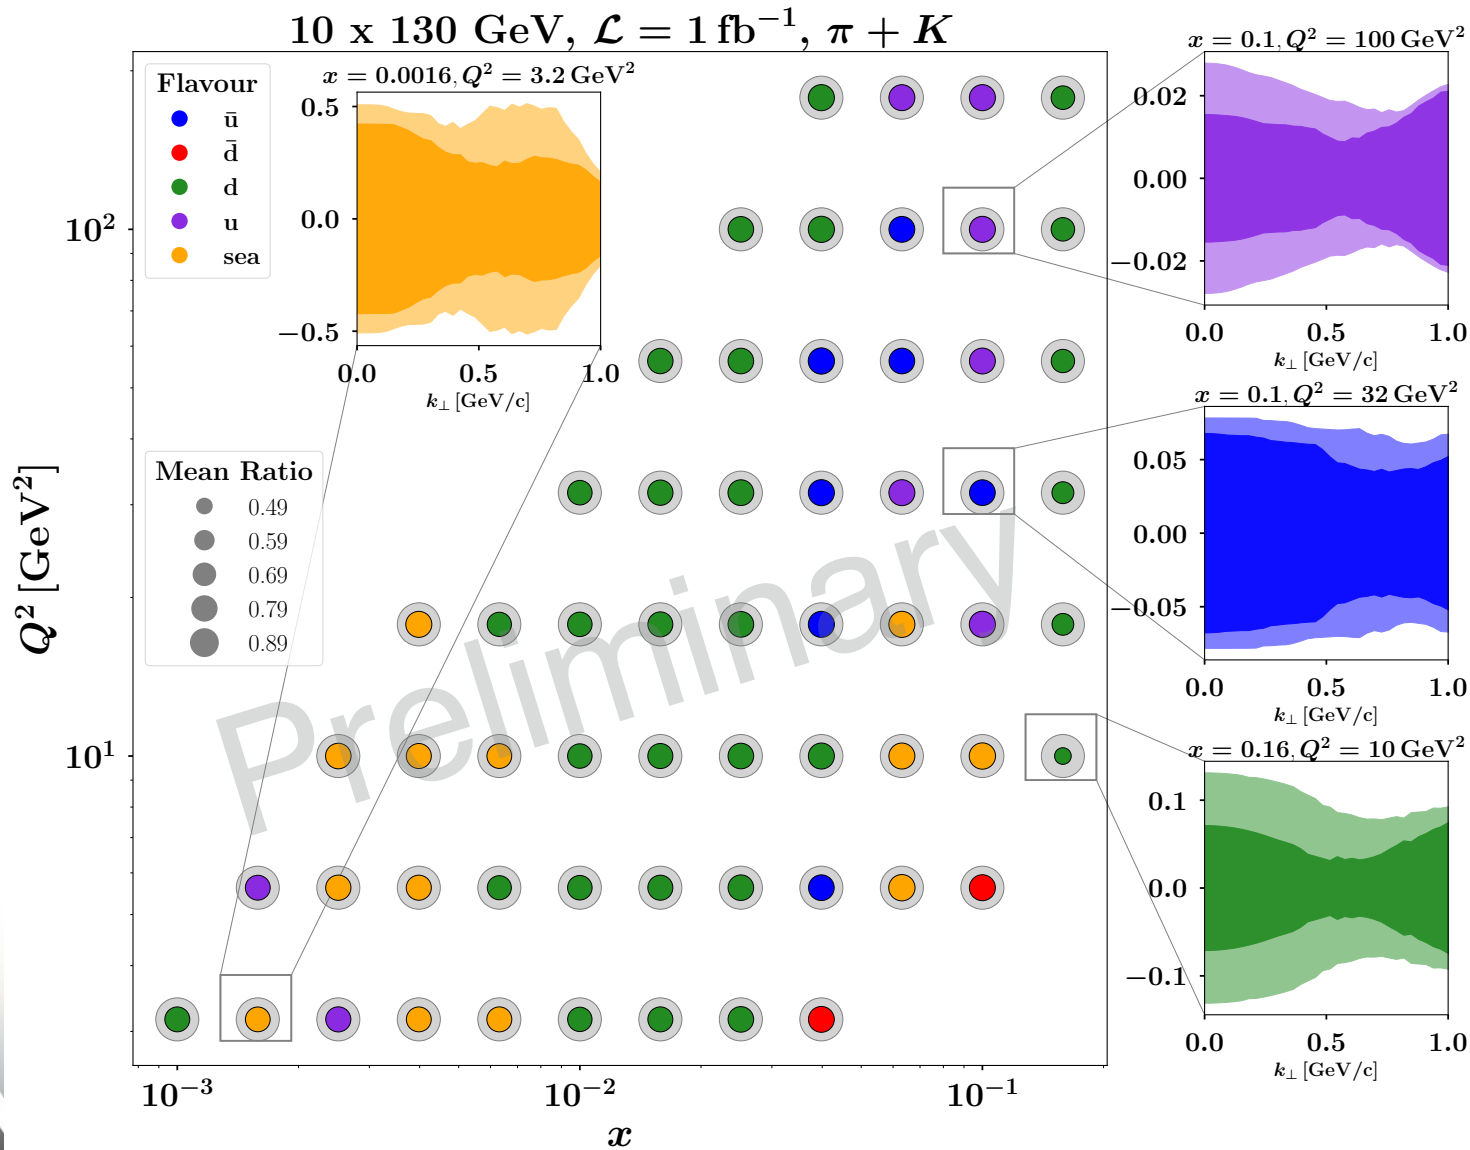 10 x 130 GeV, ℒ = 1 fb⁻¹, π + K
Flavour
ū
d̄
d
u
sea
x = 0.0016, Q² = 3.2 GeV²
0.5
0.0
−0.5
0.0 0.5 1.0
k⊥ [GeV/c]
Mean Ratio
0.49
0.59
0.69
0.79
0.89
x = 0.1, Q² = 100 GeV²
0.02
0.00
−0.02
0.0 0.5 1.0
k⊥ [GeV/c]
x = 0.1, Q² = 32 GeV²
0.05
0.00
−0.05
0.0 0.5 1.0
k⊥ [GeV/c]
x = 0.16, Q² = 10 GeV²
0.1
0.0
−0.1
0.0 0.5 1.0
k⊥ [GeV/c]
Preliminary
Q² [GeV²]
10²
10¹
10⁻³ 10⁻² 10⁻¹
x